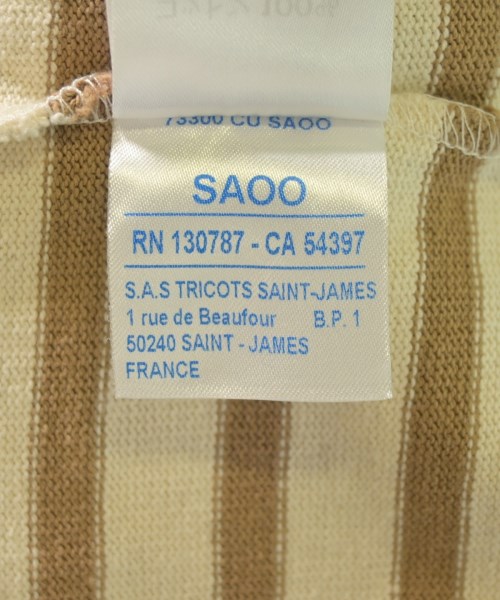 73300 CU SAOO
SAOO
RN 130787 - CA 54397
S.A.S TRICOTS SAINT-JAMES
1 rue de Beaufour B.P. 1
50240 SAINT - JAMES
FRANCE